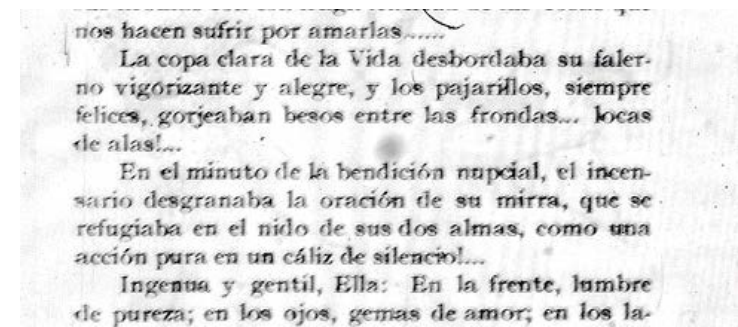 nos hacen sufrir por amarlas......
La copa clara de la Vida desbordaba su faler-
no vigorizante y alegre, y los pajarillos, siempre
felices, gorjeaban besos entre las frondas... locas
de alas!...
En el minuto de la bendición nupcial, el incen-
sario desgranaba la oración de su mirra, que se
refugiaba en el nido de sus dos almas, como una
acción pura en un cáliz de silencio!...
Ingenua y gentil, Ella: En la frente, lumbre
de pureza; en los ojos, gemas de amor; en los la-